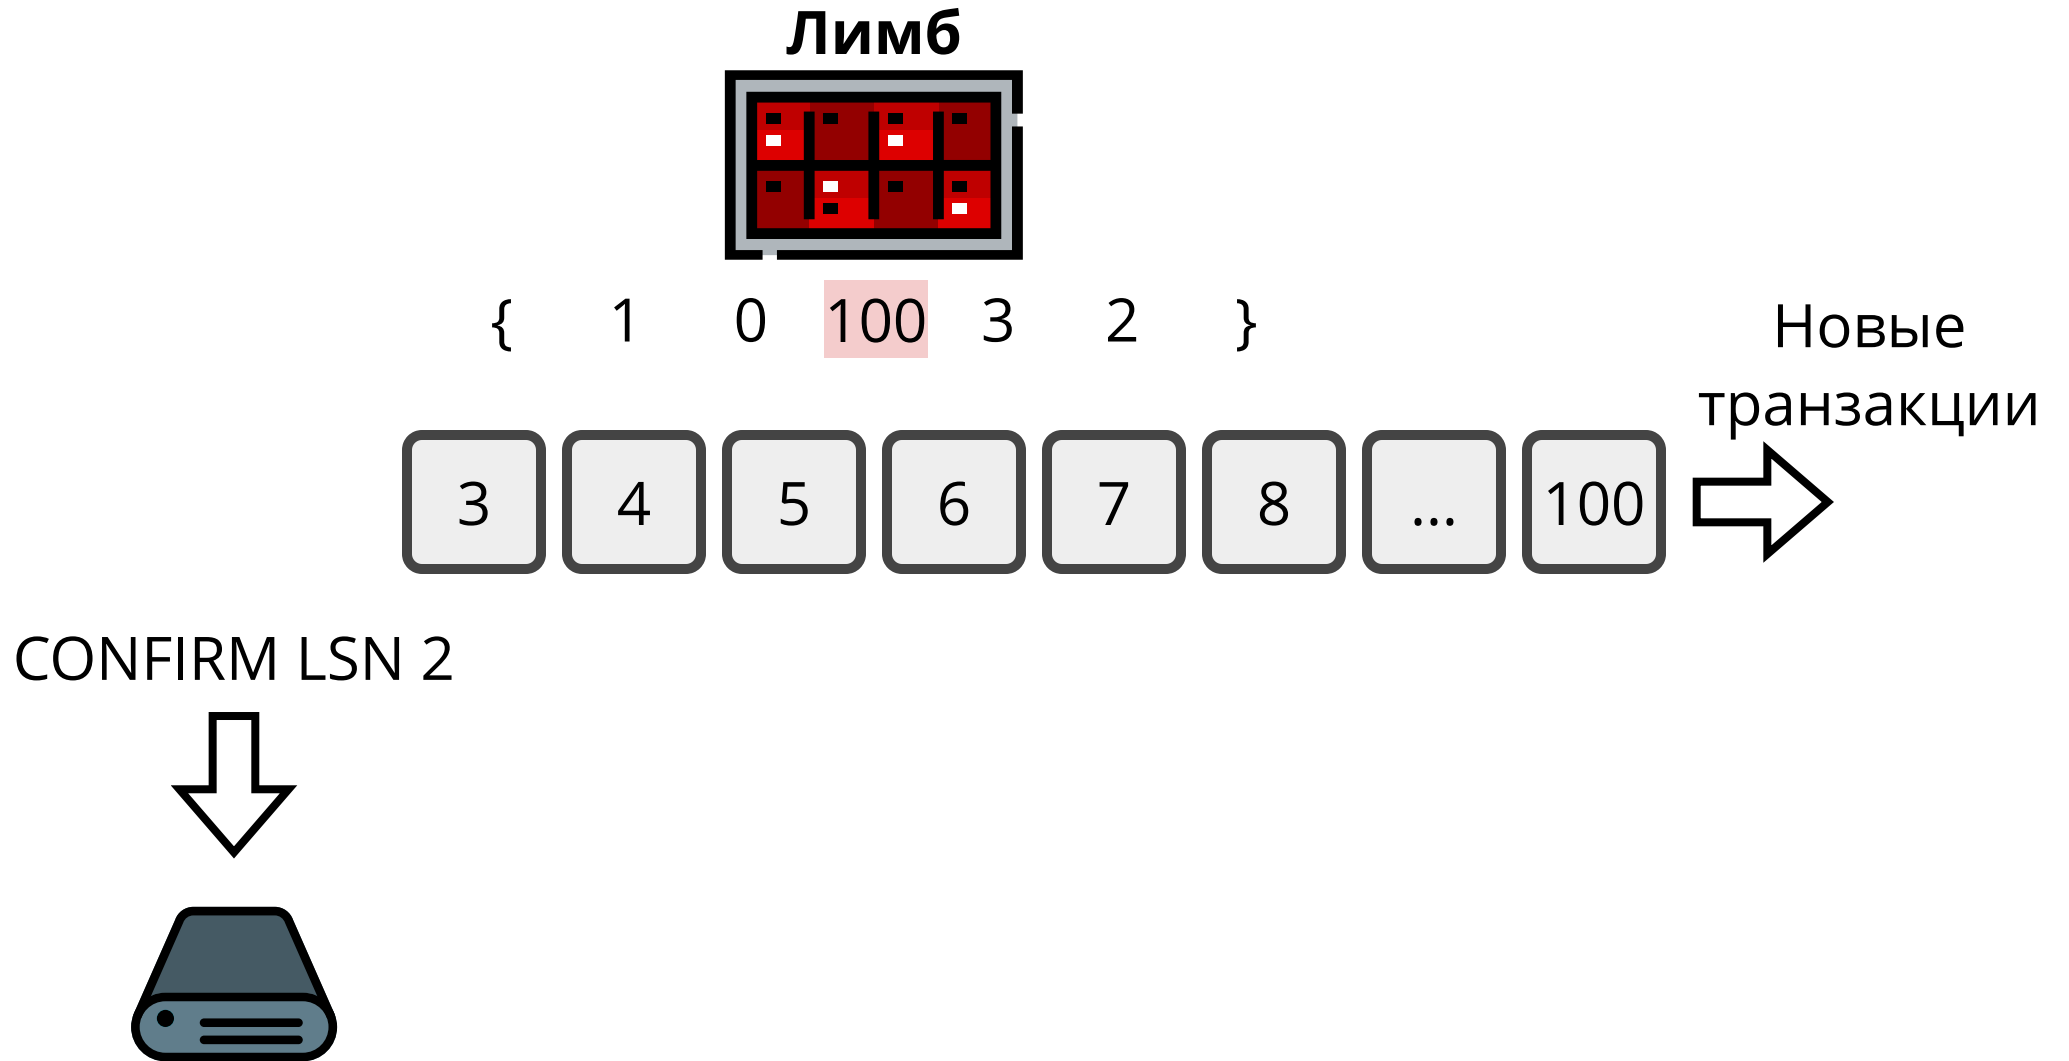 Лимб
{ 1 0 100 3 2 }
Новые
транзакции
3 4 5 6 7 8 ... 100
CONFIRM LSN 2